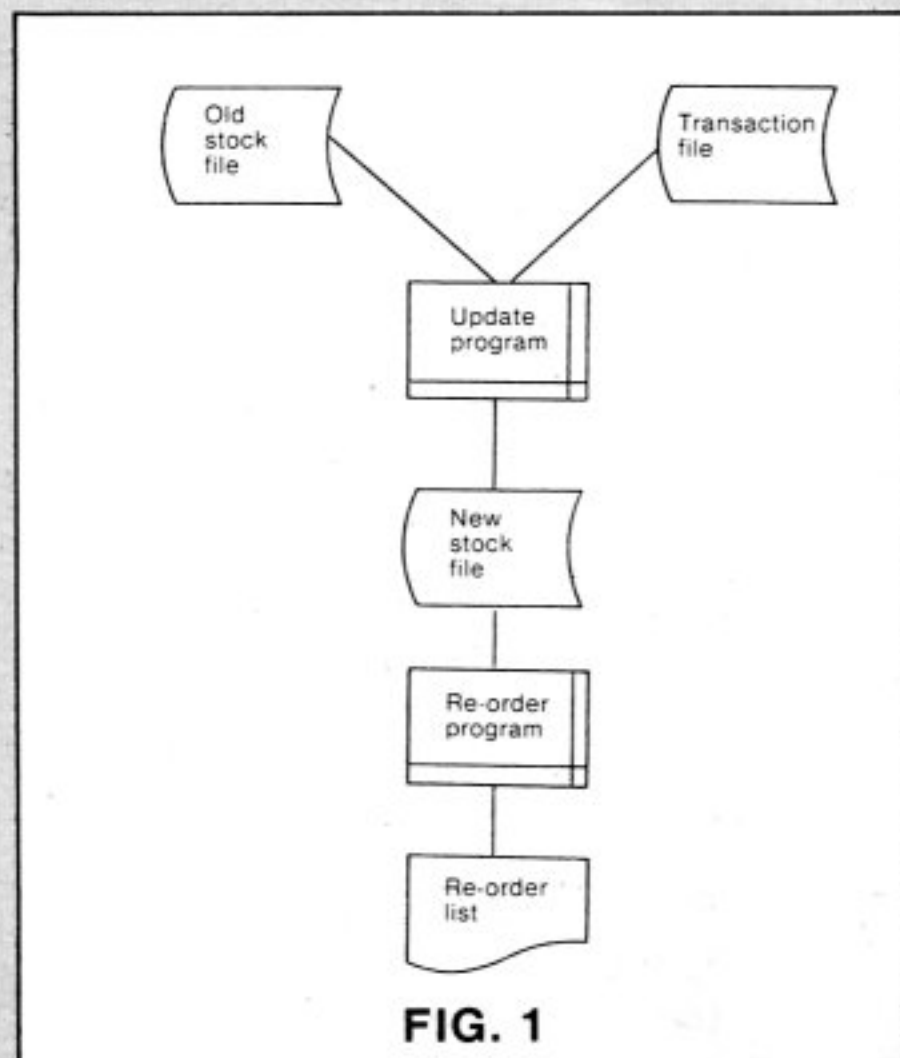 Old
stock
file
Transaction
file
Update
program
New
stock
file
Re-order
program
Re-order
list
FIG. 1